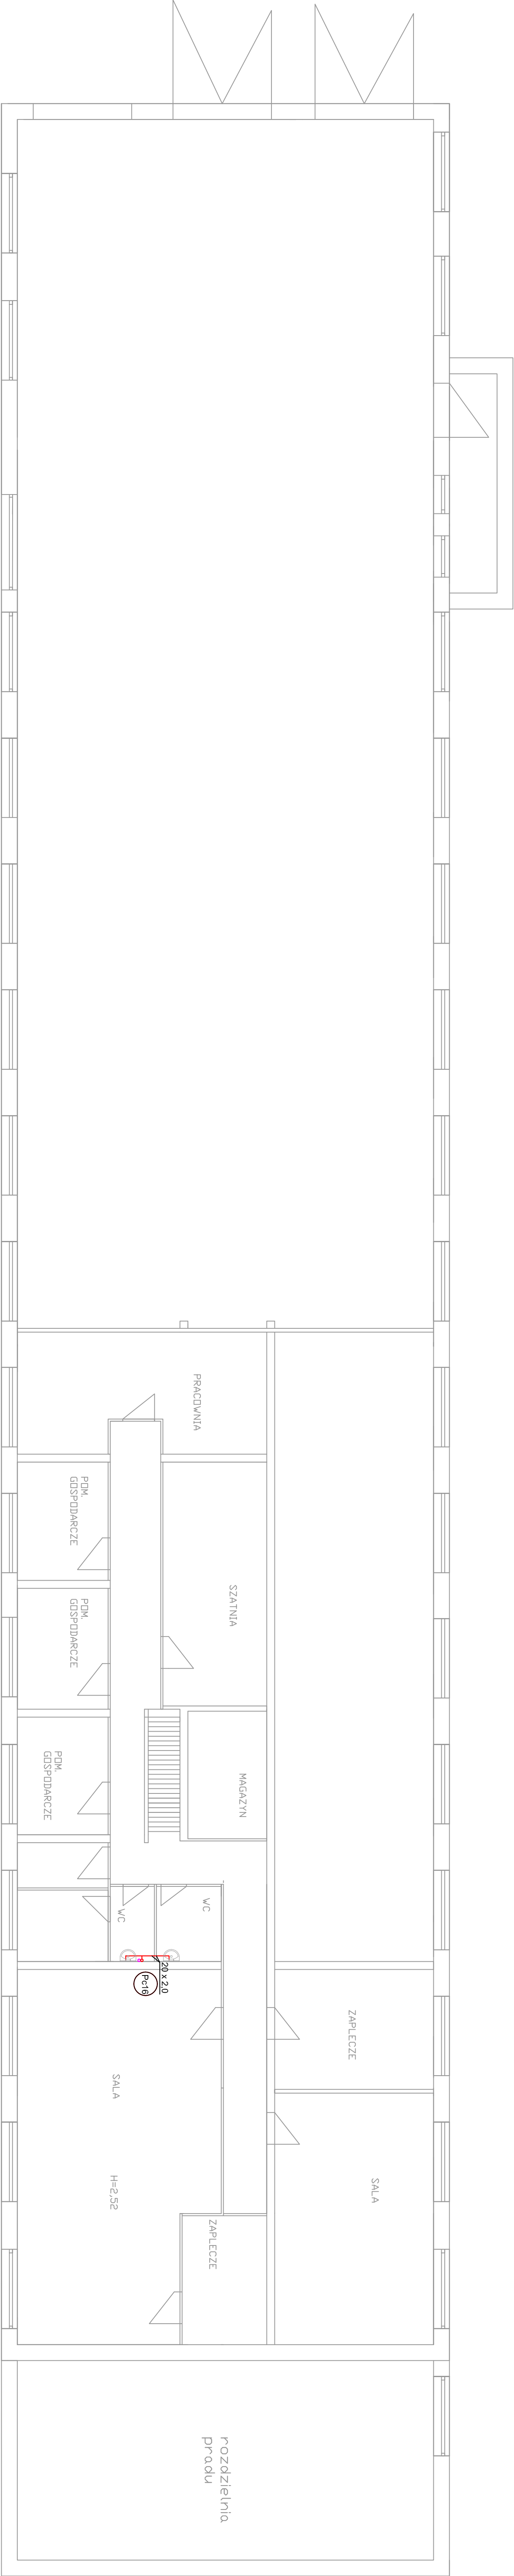 PRACOWNIA
POM.
GOSPODARCZE
POM.
GOSPODARCZE
SZATNIA
POM.
GOSPODARCZE
MAGAZYN
WC
WC
20 x 2,0
Pc16
ZAPLECZE
SALA
SALA
H=2,52
ZAPLECZE
rozdzielnia
prądu